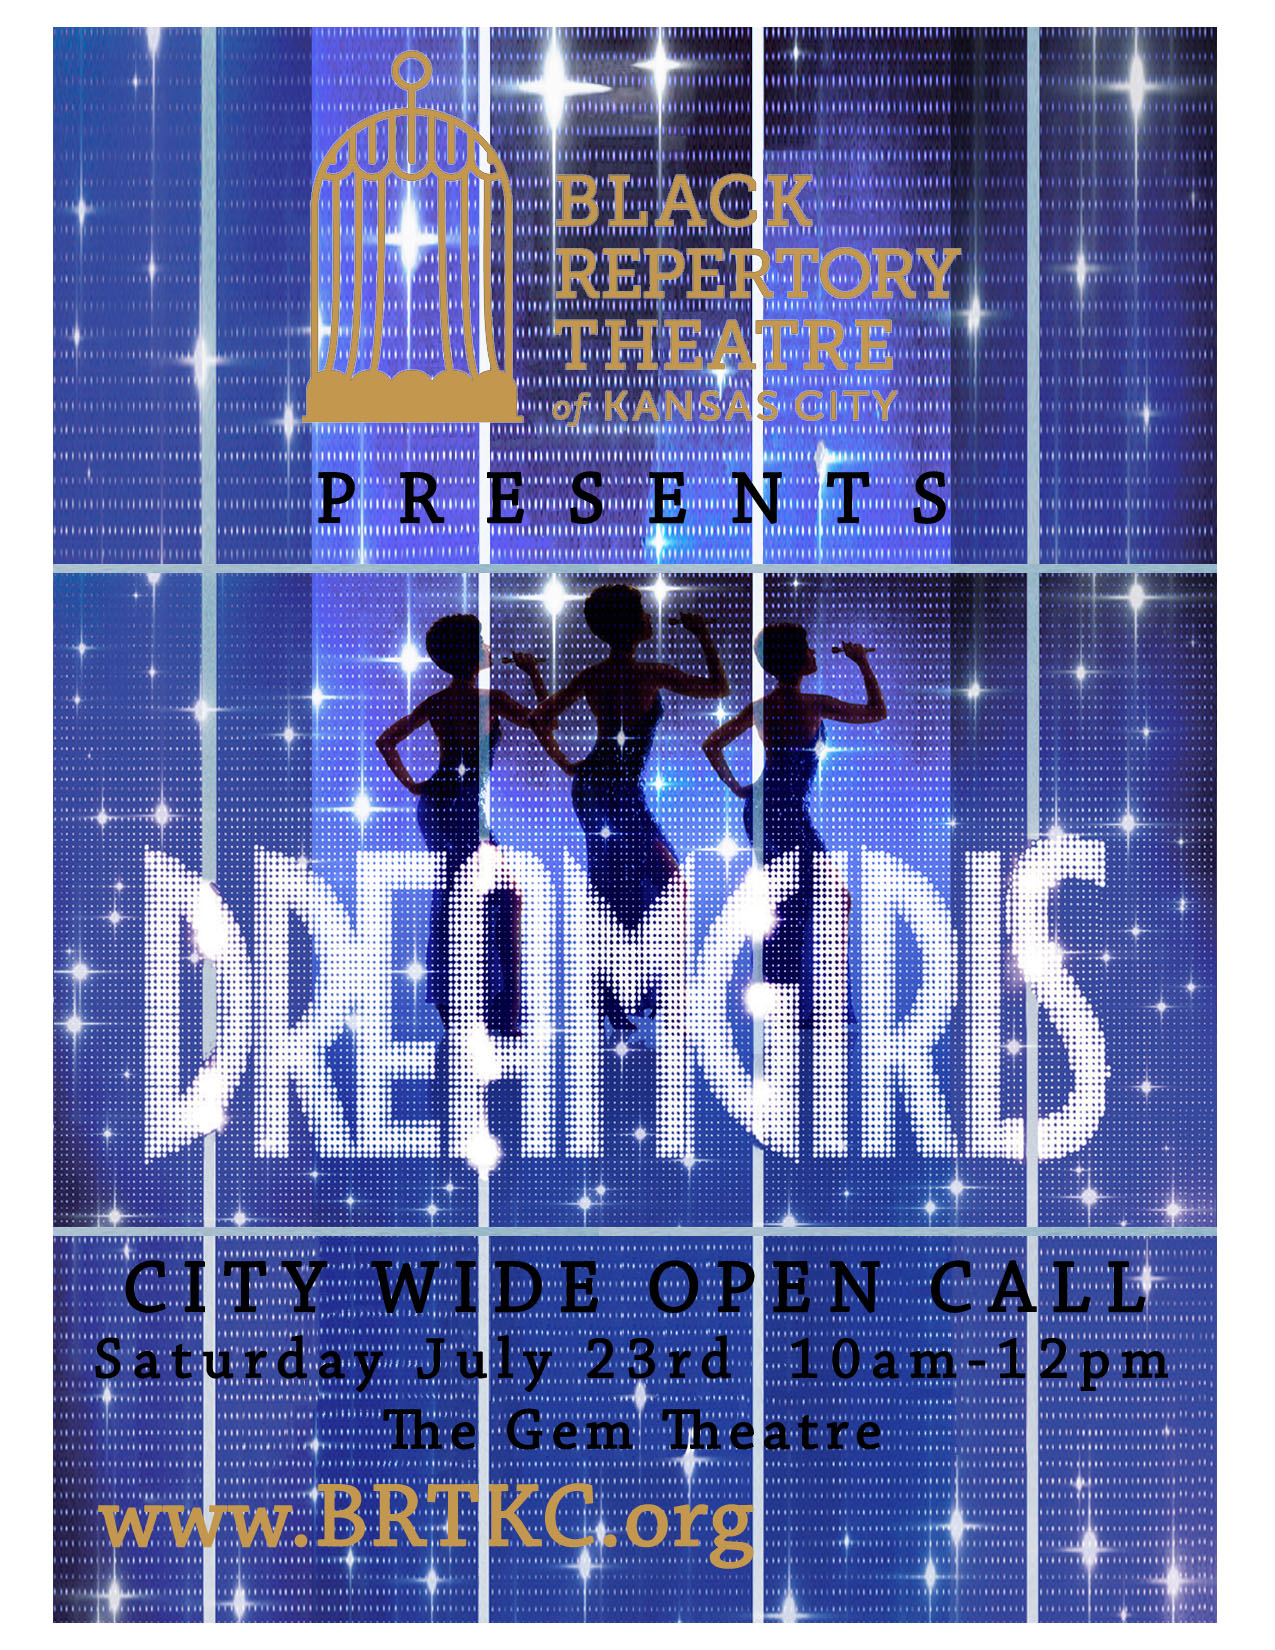 BLACK
REPERTORY
THEATRE
of KANSAS CITY
PRESENTS
DREAMGIRLS
CITY WIDE OPEN CALL
Saturday July 23rd 10am-12pm
The Gem Theatre
www.BRTKC.org